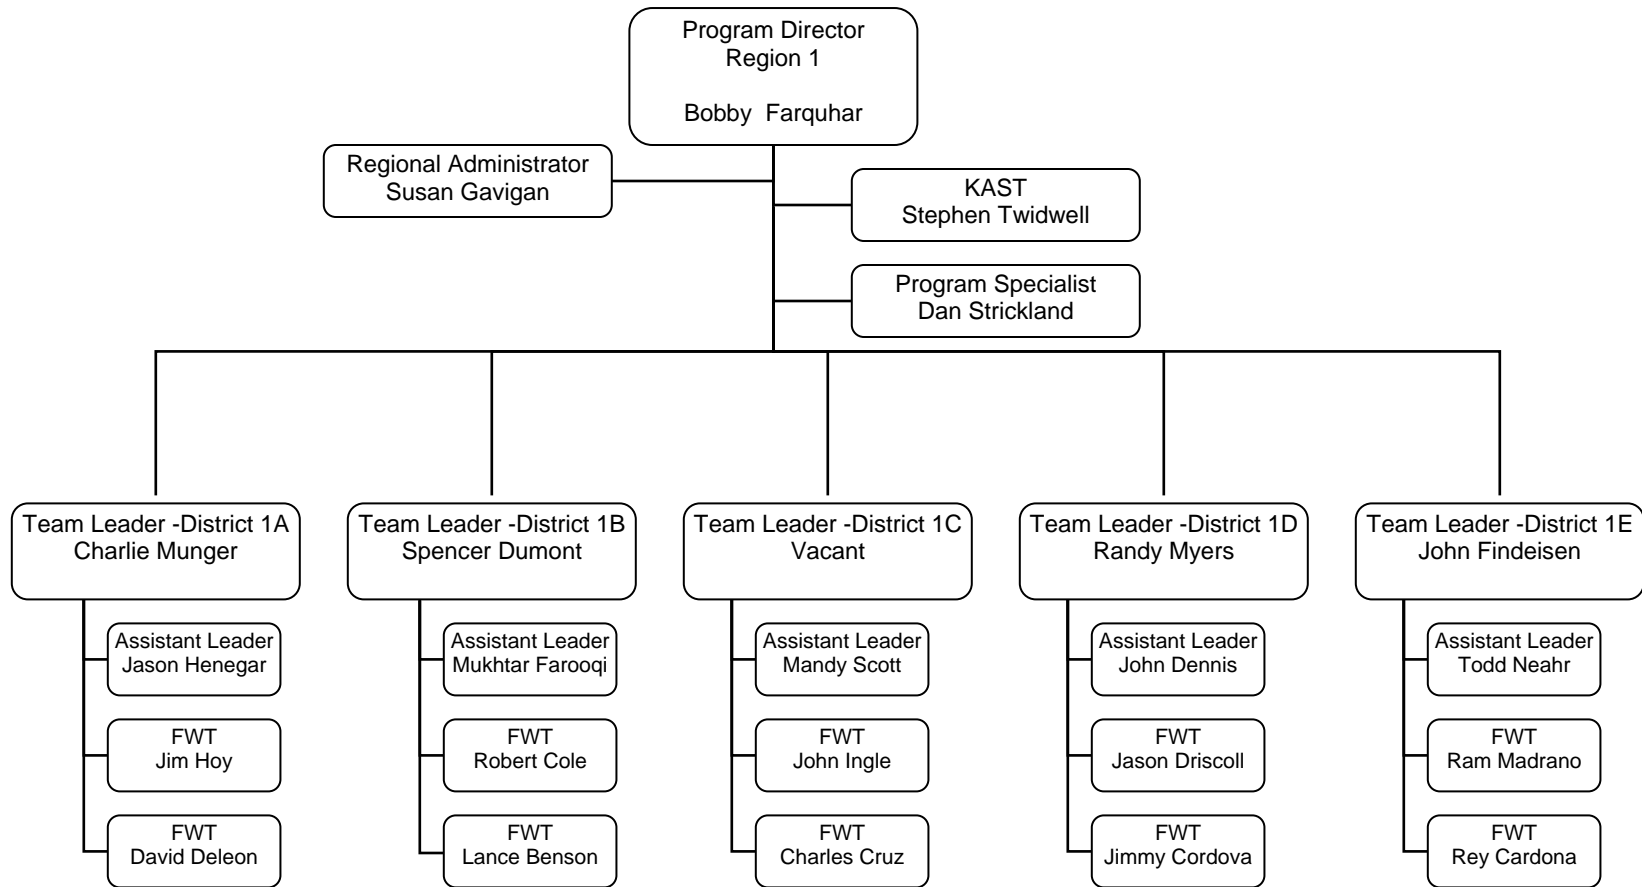 Program Director
Region 1
Bobby Farquhar
Regional Administrator
Susan Gavigan
KAST
Stephen Twidwell
Program Specialist
Dan Strickland
Team Leader -District 1A
Charlie Munger
Team Leader -District 1B
Spencer Dumont
Team Leader -District 1C
Vacant
Team Leader -District 1D
Randy Myers
Team Leader -District 1E
John Findeisen
Assistant Leader
Jason Henegar
Assistant Leader
Mukhtar Farooqi
Assistant Leader
Mandy Scott
Assistant Leader
John Dennis
Assistant Leader
Todd Neahr
FWT
Jim Hoy
FWT
Robert Cole
FWT
John Ingle
FWT
Jason Driscoll
FWT
Ram Madrano
FWT
David Deleon
FWT
Lance Benson
FWT
Charles Cruz
FWT
Jimmy Cordova
FWT
Rey Cardona